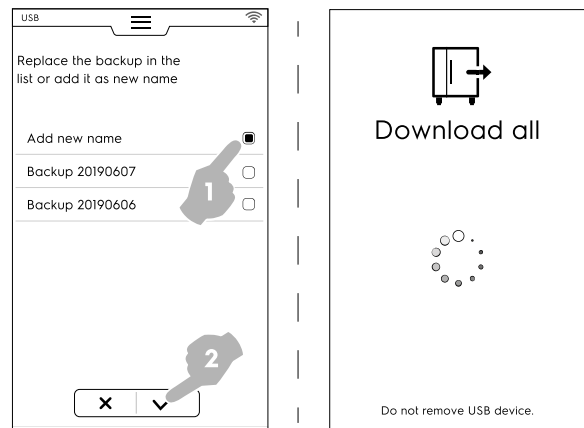 USB
Replace the backup in the
list or add it as new name
Add new name
Backup 20190607
1
Backup 20190606
2
Download all
Do not remove USB device.